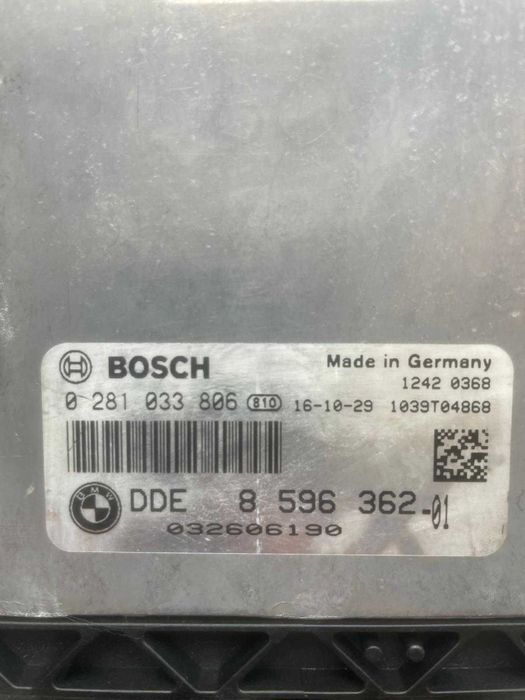 BOSCH
Made in Germany
1242 0368
0 281 033 806 810 16-10-29 1039T04868
BMW DDE 8 596 362-01
032606190